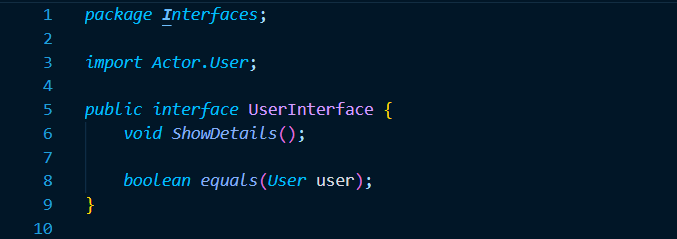 1 package Interfaces;
2
3 import Actor.User;
4
5 public interface UserInterface {
6 void ShowDetails();
7
8 boolean equals(User user);
9 }
10